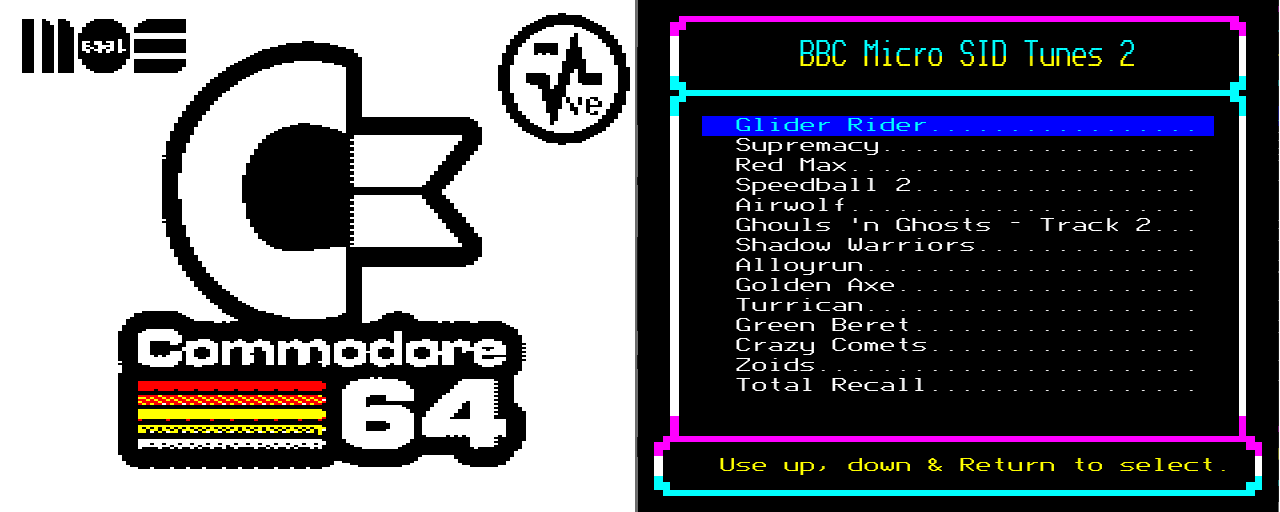 ve
Commodore
64
BBC Micro SID Tunes 2
Glider Rider..................
Supremacy....................
Red Max......................
Speedball 2..................
Airwolf......................
Ghouls 'n Ghosts - Track 2...
Shadow Warriors..............
Alloyrun.....................
Golden Axe...................
Turrican.....................
Green Beret..................
Crazy Comets.................
Zoids........................
Total Recall.................
Use up, down & Return to select.